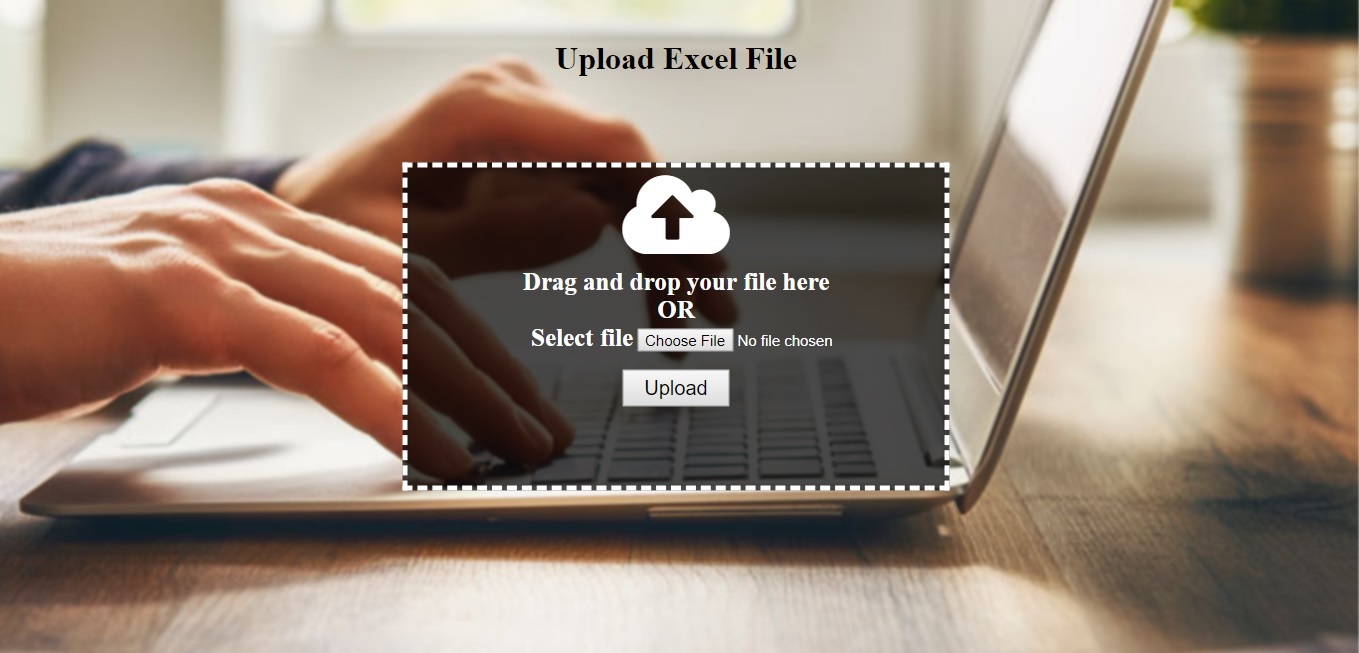 Upload Excel File
Drag and drop your file here
OR
Select file Choose File No file chosen
Upload